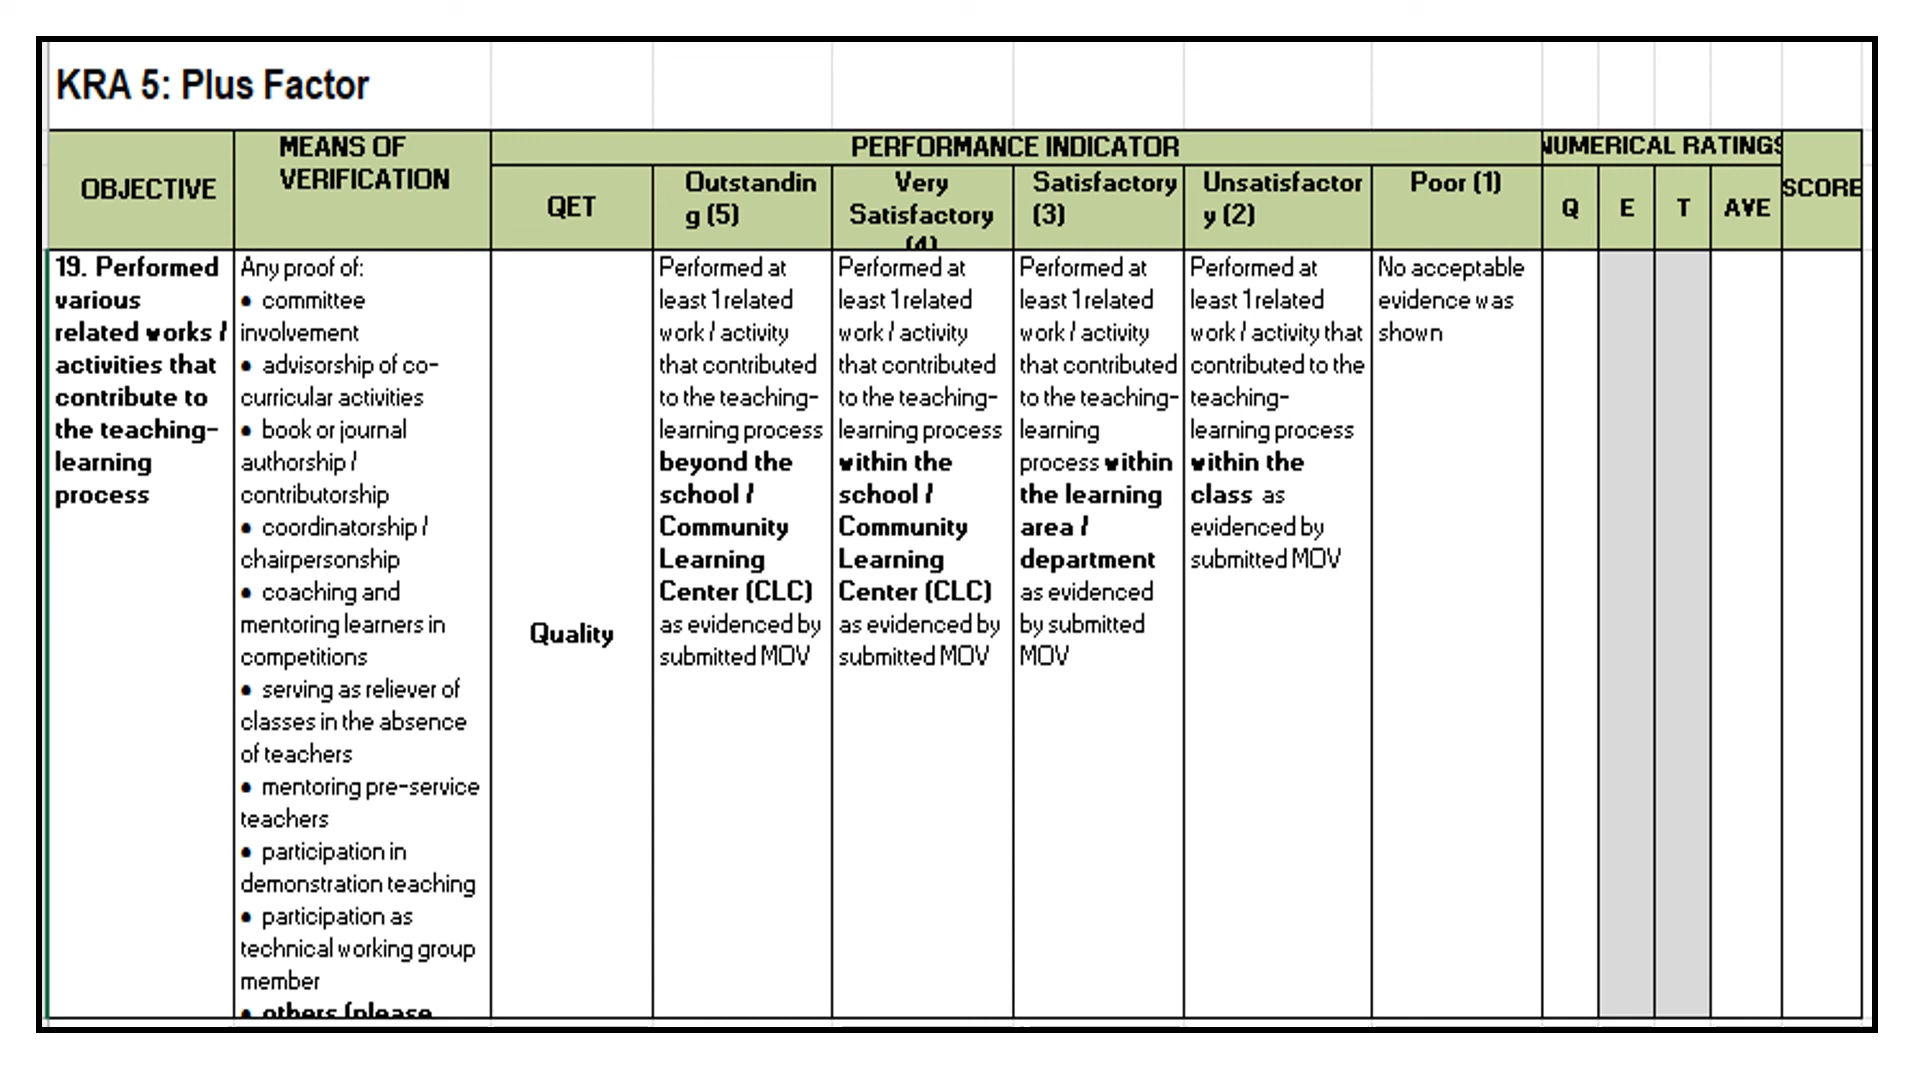 KRA 5: Plus Factor
OBJECTIVE
MEANS OF
VERIFICATION
PERFORMANCE INDICATOR
NUMERICAL RATINGS
SCORE
QET
Outstandin
g (5)
Very
Satisfactory
(4)
Satisfactory
(3)
Unsatisfactor
y (2)
Poor (1)
Q
E
T
AVE
19. Performed
various
related works /
activities that
contribute to
the teaching-
learning
process
Any proof of:
• committee
involvement
• advisorship of co-
curricular activities
• book or journal
authorship /
contributorship
• coordinatorship /
chairpersonship
• coaching and
mentoring learners in
competitions
• serving as reliever of
classes in the absence
of teachers
• mentoring pre-service
teachers
• participation in
demonstration teaching
• participation as
technical working group
member
• others (please
Quality
Performed at
least 1 related
work / activity
that contributed
to the teaching-
learning process
beyond the
school /
Community
Learning
Center (CLC)
as evidenced by
submitted MOV
Performed at
least 1 related
work / activity
that contributed
to the teaching-
learning process
within the
school /
Community
Learning
Center (CLC)
as evidenced by
submitted MOV
Performed at
least 1 related
work / activity
that contributed
to the teaching-
learning
process within
the learning
area /
department
as evidenced
by submitted
MOV
Performed at
least 1 related
work / activity that
contributed to the
teaching-
learning process
within the
class as
evidenced by
submitted MOV
No acceptable
evidence was
shown